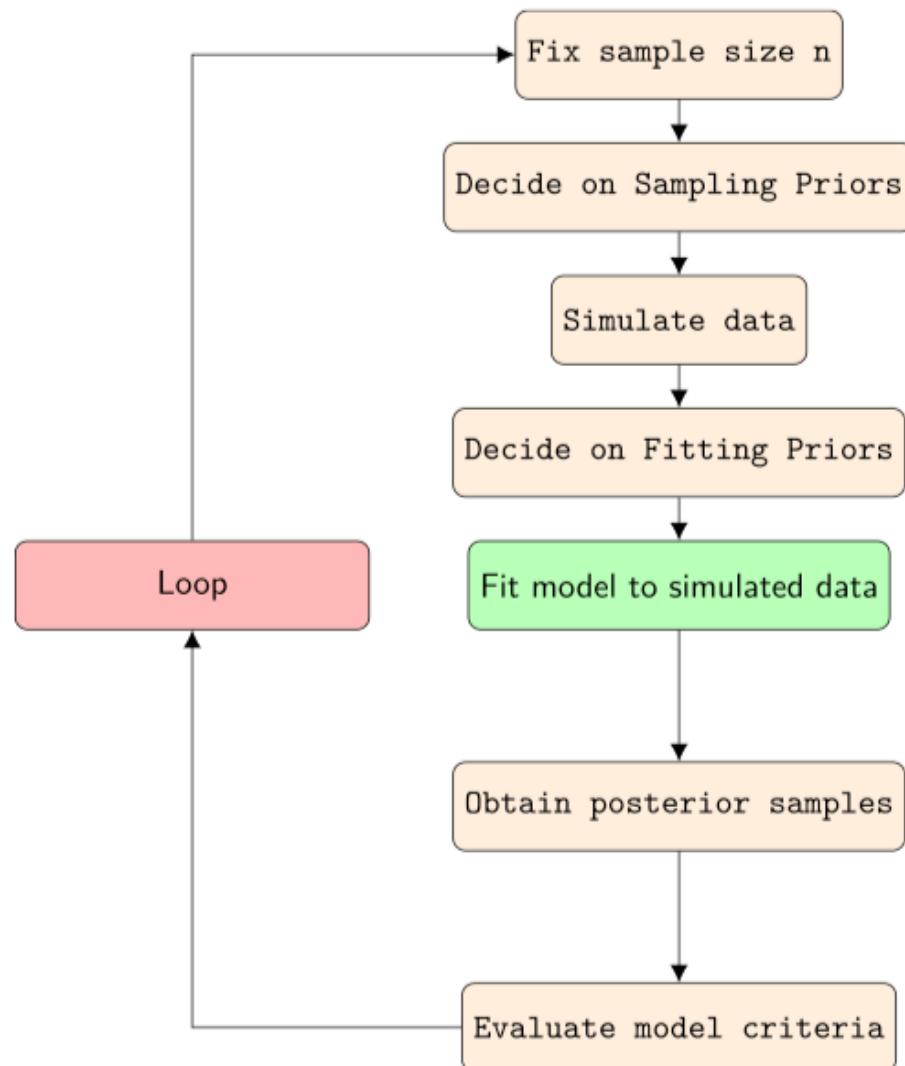 Fix sample size n
Decide on Sampling Priors
Simulate data
Decide on Fitting Priors
Loop
Fit model to simulated data
Obtain posterior samples
Evaluate model criteria